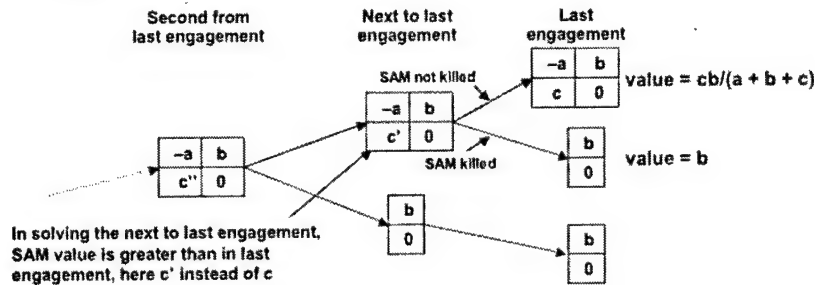 Second from
last engagement
Next to last
engagement
Last
engagement
SAM not killed
–a b
c 0
value = cb/(a + b + c)
–a b
c' 0
SAM killed
b
0
value = b
–a b
c'' 0
b
0
b
0
In solving the next to last engagement,
SAM value is greater than in last
engagement, here c' instead of c